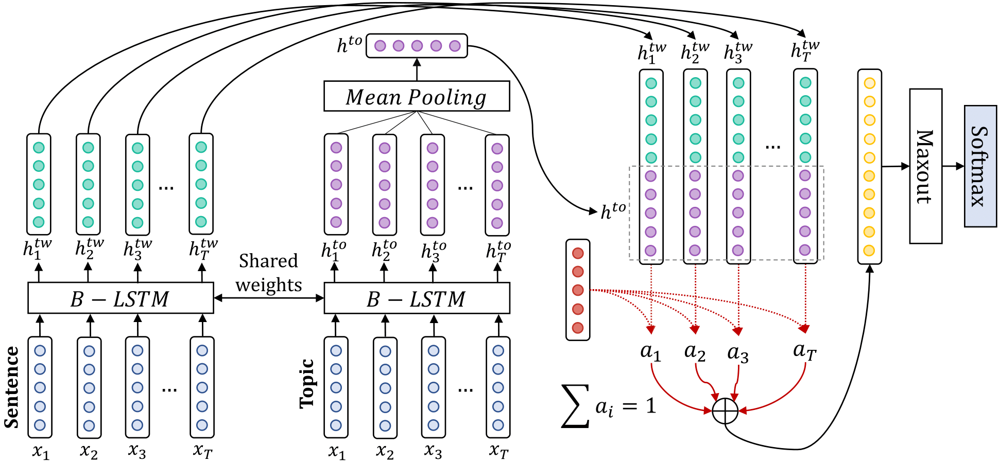 h^{to}
Mean Pooling
h_1^{tw} h_2^{tw} h_3^{tw} h_T^{tw}
...
...
...
h^{to}
h_1^{tw} h_2^{tw} h_3^{tw} h_T^{tw}
h_1^{to} h_2^{to} h_3^{to} h_T^{to}
Shared
weights
B − LSTM
B − LSTM
Sentence
...
x_1 x_2 x_3 x_T
Topic
...
x_1 x_2 x_3 x_T
a_1 a_2 a_3 a_T
∑ a_i = 1
Maxout
Softmax